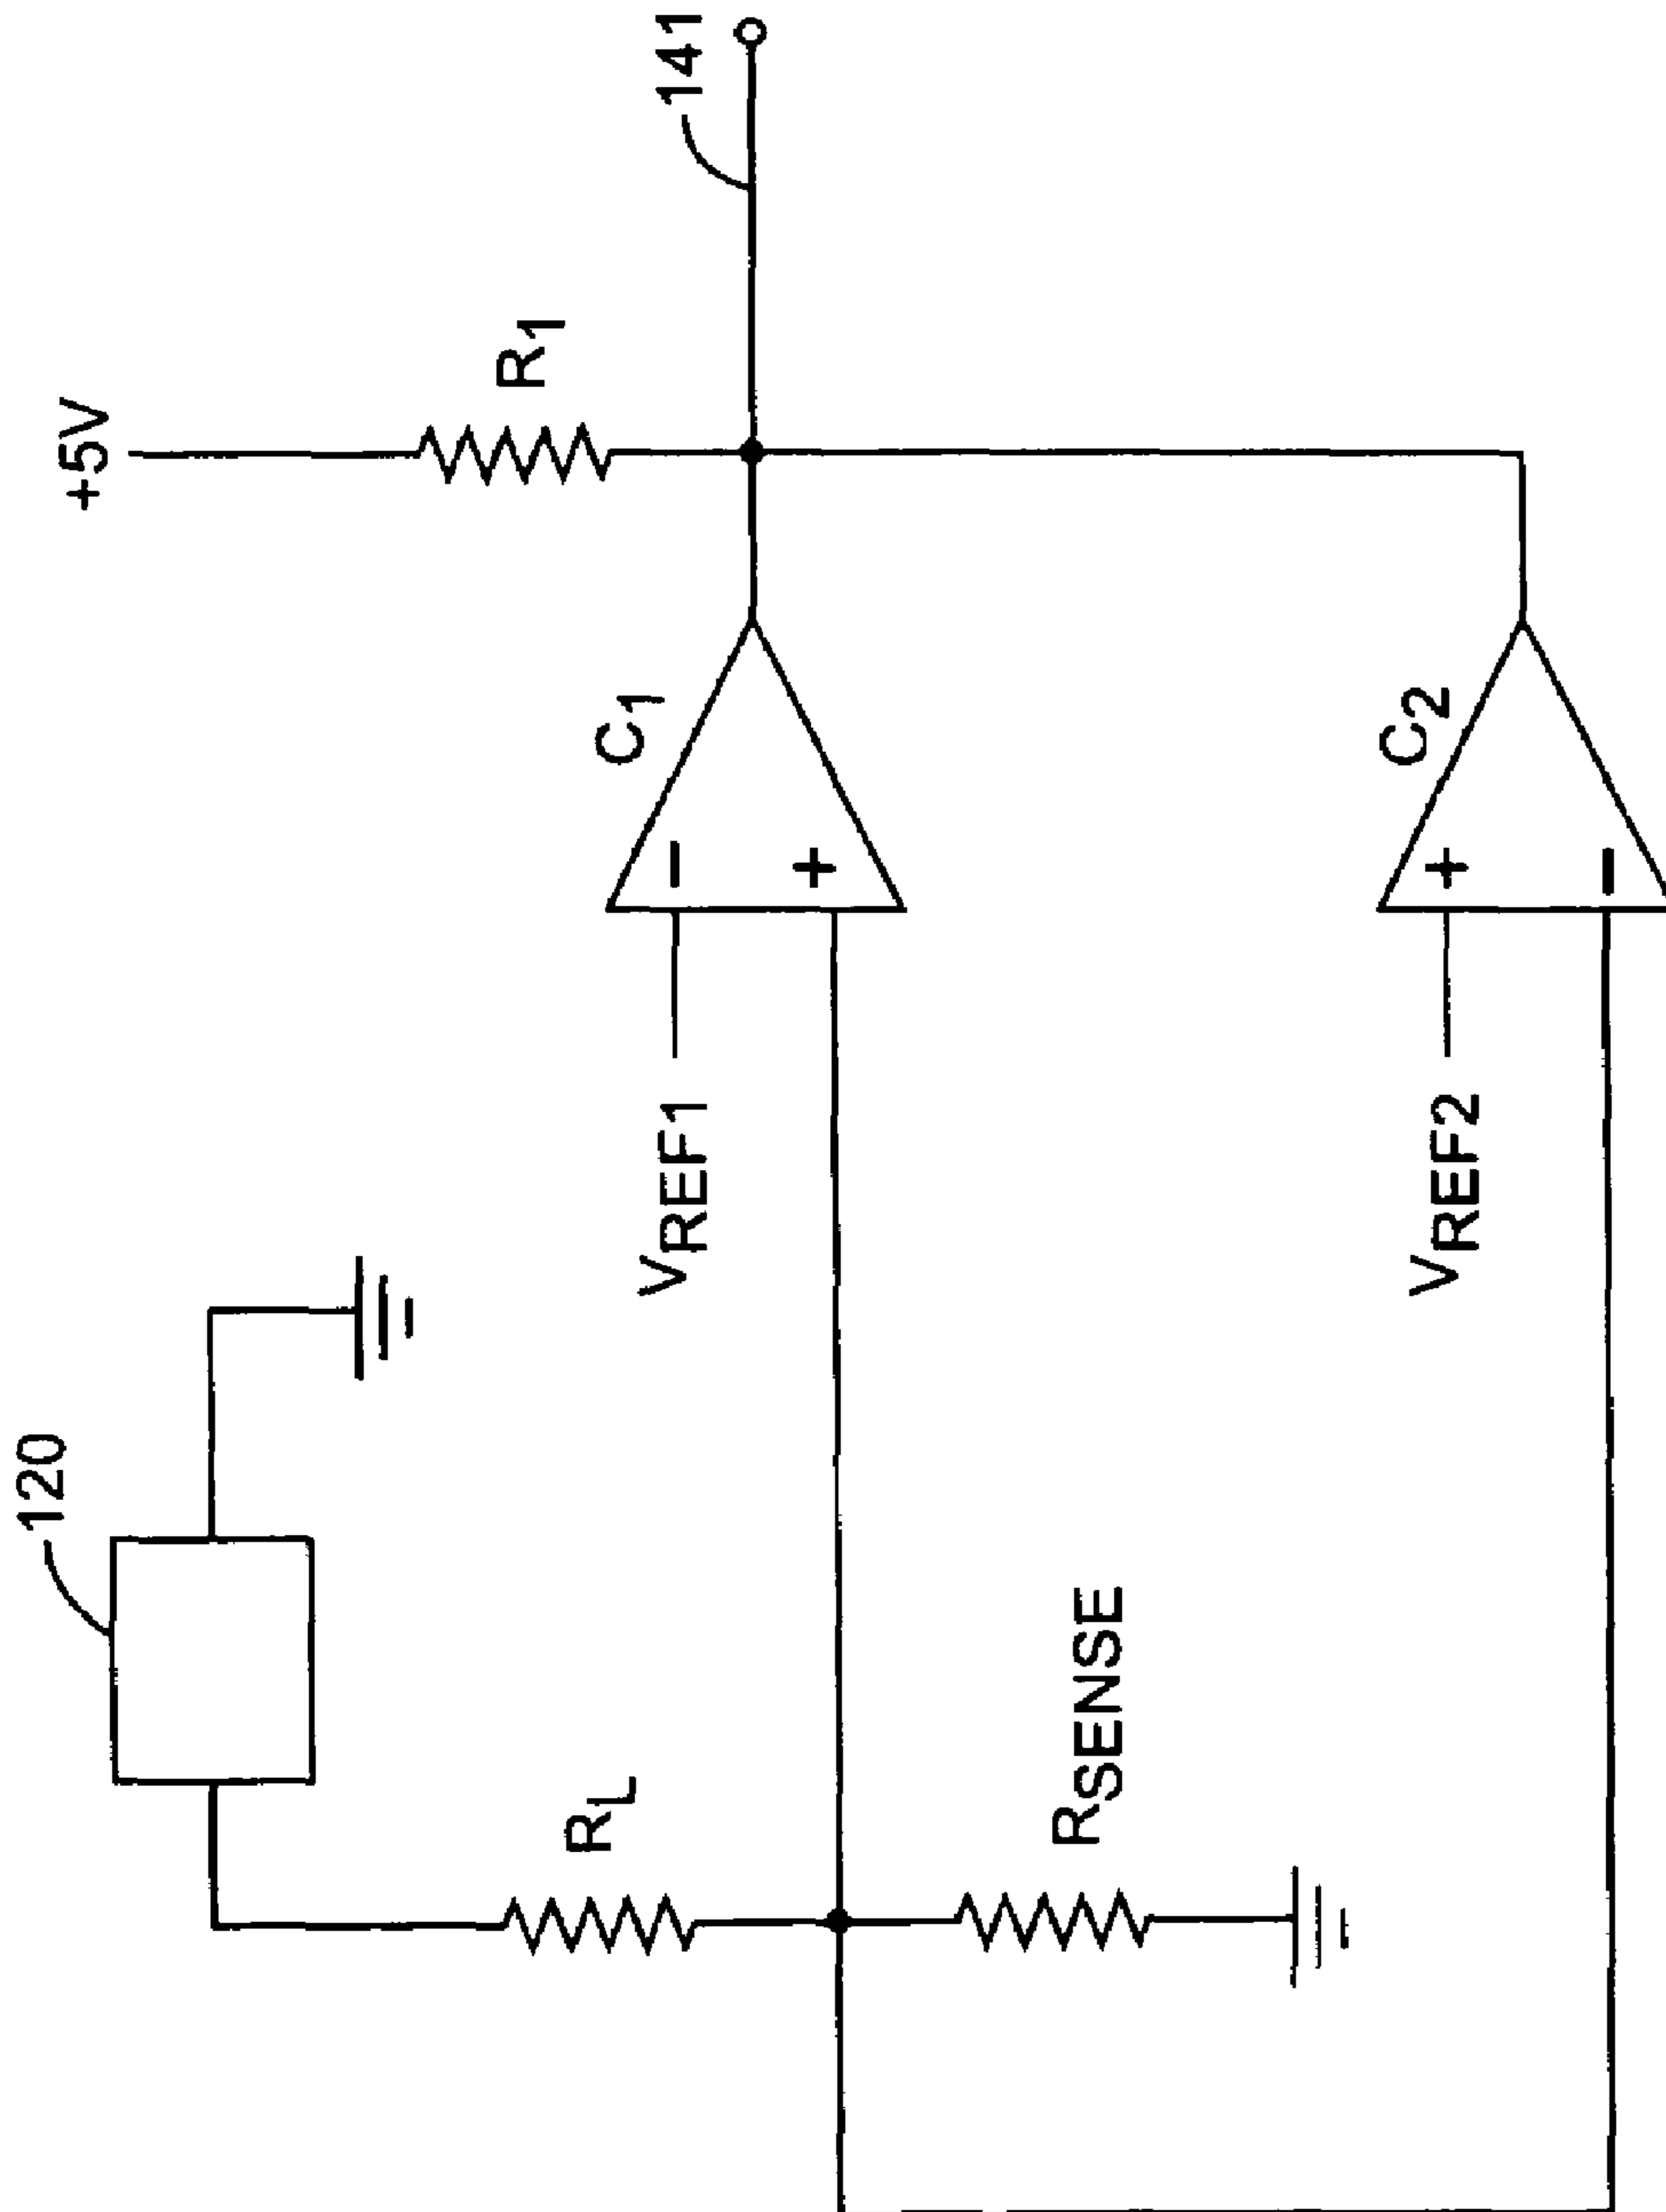 +5V
R1
141
120
C1
VREF1
-
+
RL
RSENSE
C2
VREF2
+
-